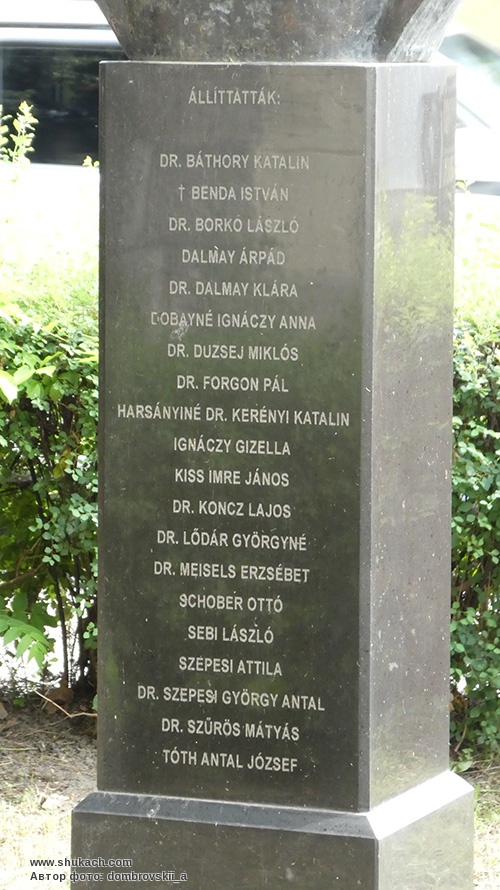 ÁLLÍTTATTÁK:
DR. BÁTHORY KATALIN
† BENDA ISTVÁN
DR. BORKÓ LÁSZLÓ
DALMAY ÁRPÁD
DR. DALMAY KLÁRA
DOBAYNÉ IGNÁCZY ANNA
DR. DUZSEJ MIKLÓS
DR. FORGON PÁL
HARSÁNYINÉ DR. KERÉNYI KATALIN
IGNÁCZY GIZELLA
KISS IMRE JÁNOS
DR. KONCZ LAJOS
DR. LŐDÁR GYÖRGYNÉ
DR. MEISELS ERZSÉBET
SCHOBER OTTÓ
SEBI LÁSZLÓ
SZEPESI ATTILA
DR. SZEPESI GYÖRGY ANTAL
DR. SZŰRÖS MÁTYÁS
TÓTH ANTAL JÓZSEF
www.shukach.com
Автор фото: dombrovskii_a